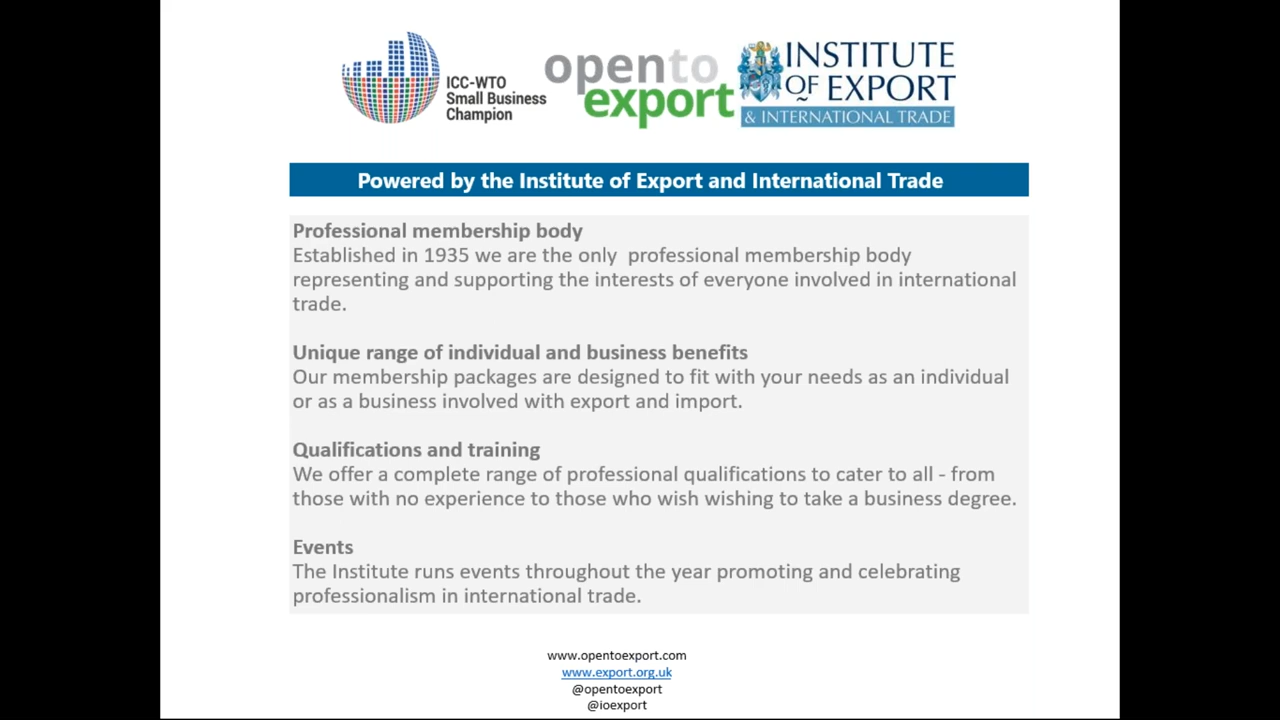 ICC-WTO
Small Business
Champion
opento
export
INSTITUTE
OF EXPORT
& INTERNATIONAL TRADE
Powered by the Institute of Export and International Trade
Professional membership body
Established in 1935 we are the only  professional membership body
representing and supporting the interests of everyone involved in international
trade.
Unique range of individual and business benefits
Our membership packages are designed to fit with your needs as an individual
or as a business involved with export and import.
Qualifications and training
We offer a complete range of professional qualifications to cater to all - from
those with no experience to those who wish wishing to take a business degree.
Events
The Institute runs events throughout the year promoting and celebrating
professionalism in international trade.
www.opentoexport.com
www.export.org.uk
@opentoexport
@ioexport